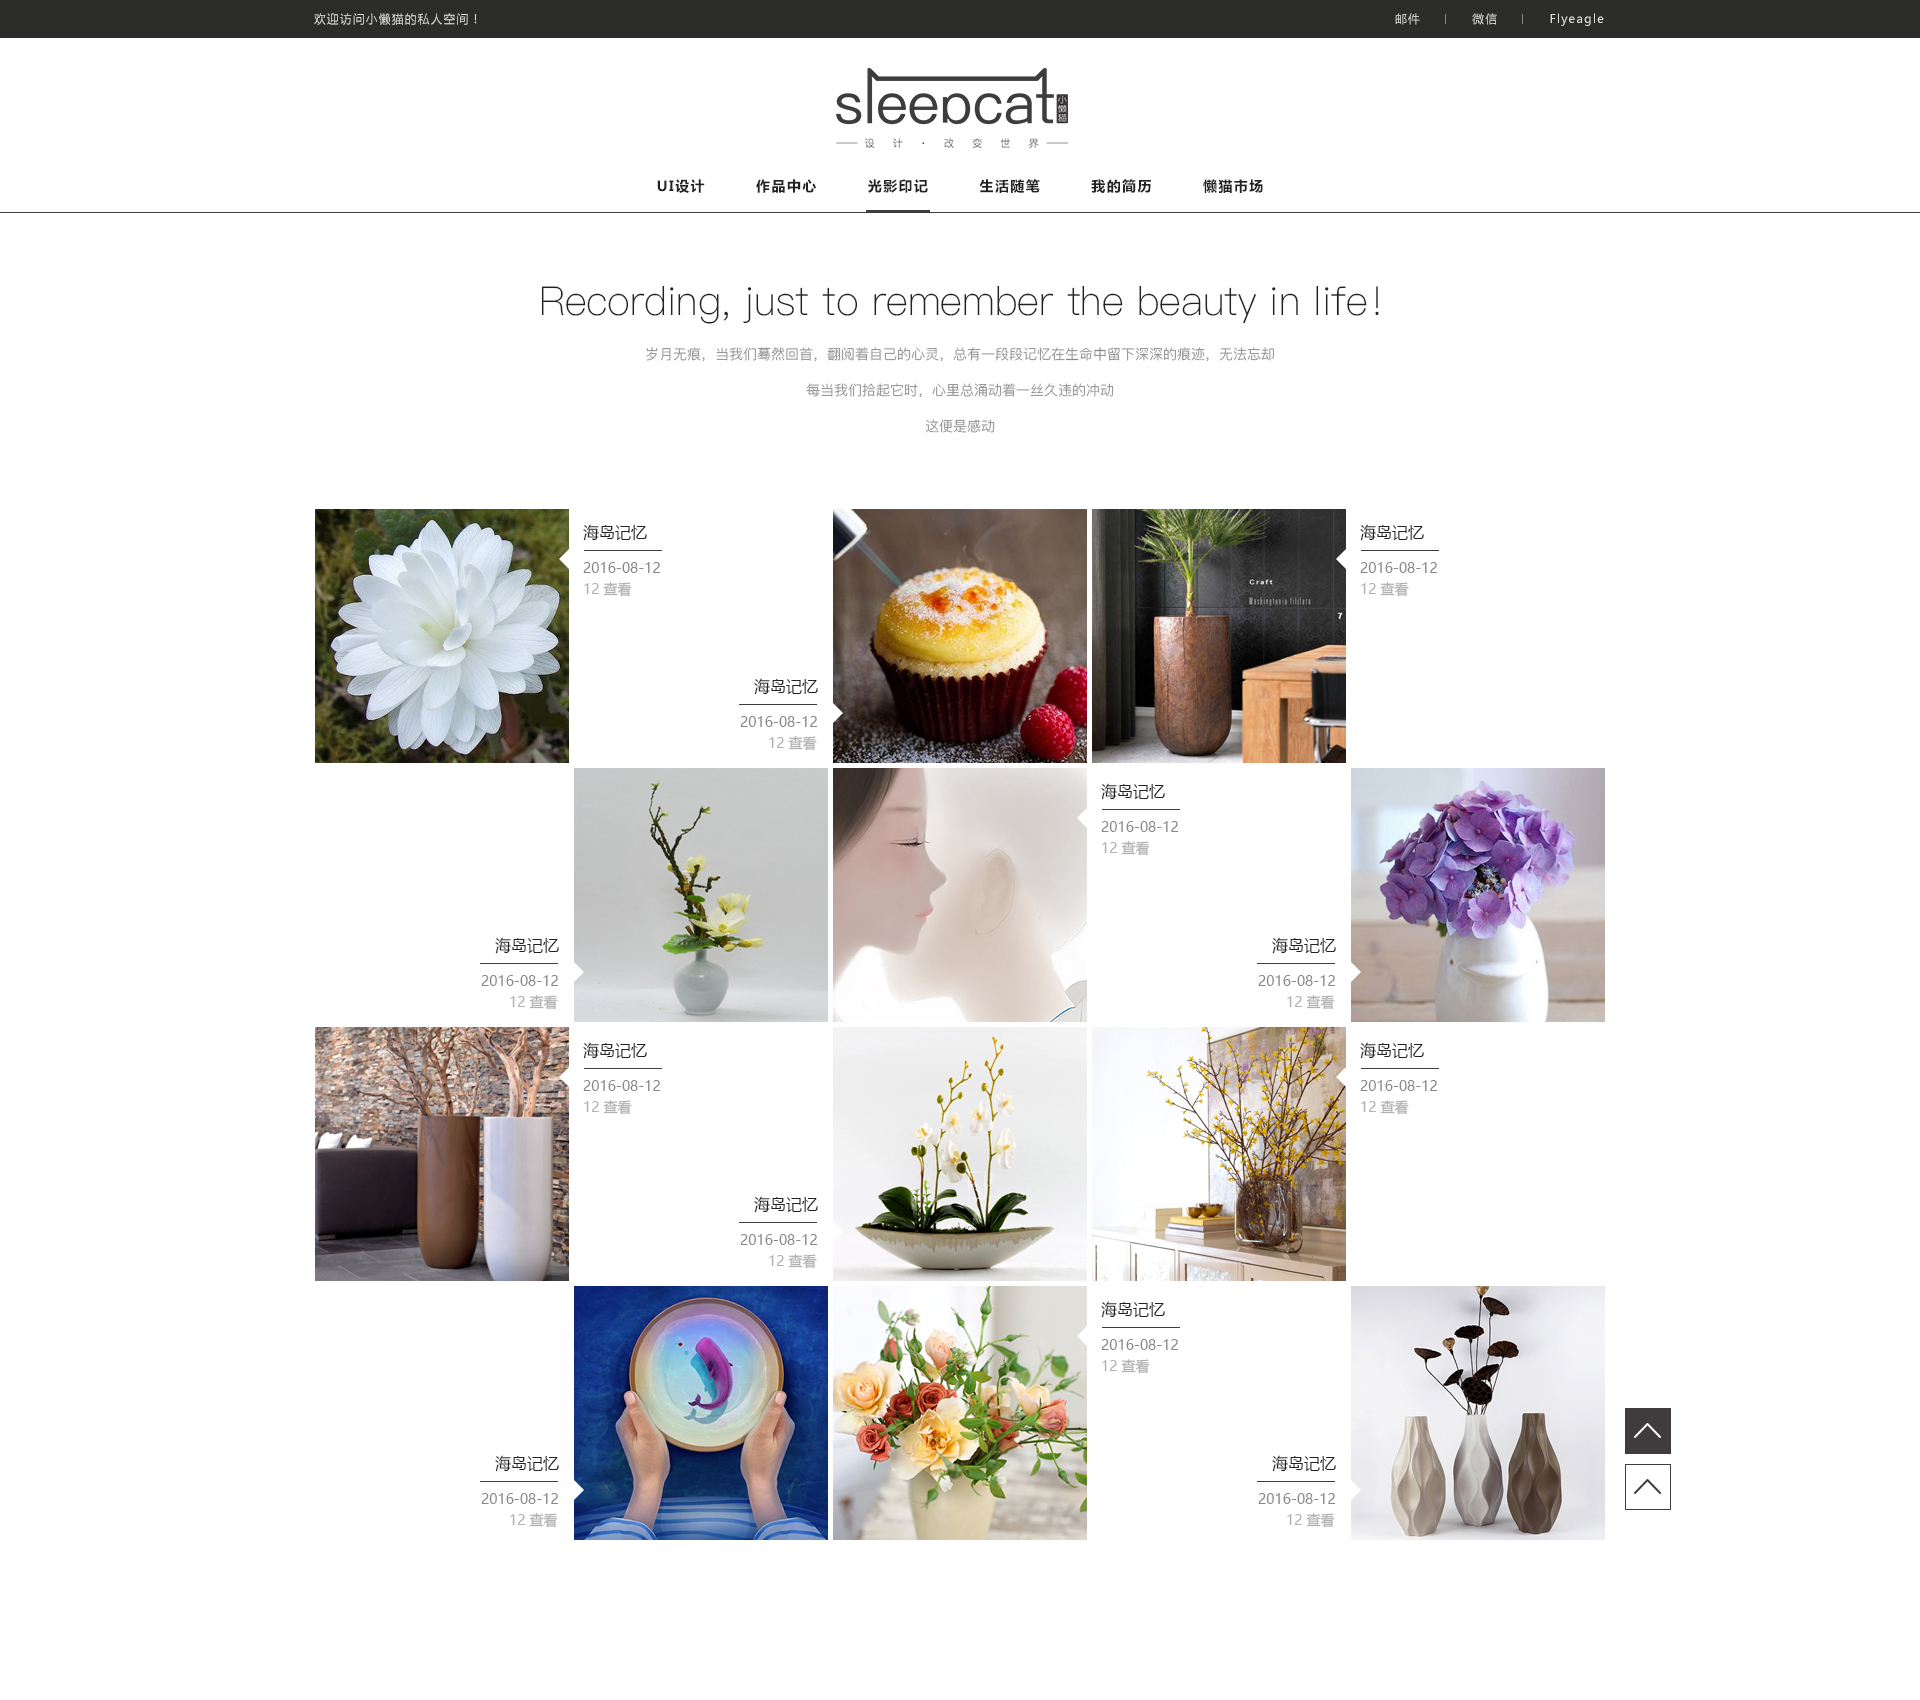 欢迎访问小懒猫的私人空间！
邮件 | 微信 | Flyeagle
sleepcat 小懒猫
设计·改变世界
UI设计 作品中心 光影印记 生活随笔 我的简历 懒猫市场
Recording, just to remember the beauty in life!
岁月无痕，当我们蓦然回首，翻阅着自己的心灵，总有一段段记忆在生命中留下深深的痕迹，无法忘却
每当我们拾起它时，心里总涌动着一丝久违的冲动
这便是感动
海岛记忆
2016-08-12
12 查看
海岛记忆
2016-08-12
12 查看
Craft
Washingtonia filifera
7
海岛记忆
2016-08-12
12 查看
海岛记忆
2016-08-12
12 查看
海岛记忆
2016-08-12
12 查看
海岛记忆
2016-08-12
12 查看
海岛记忆
2016-08-12
12 查看
海岛记忆
2016-08-12
12 查看
海岛记忆
2016-08-12
12 查看
海岛记忆
2016-08-12
12 查看
海岛记忆
2016-08-12
12 查看
海岛记忆
2016-08-12
12 查看